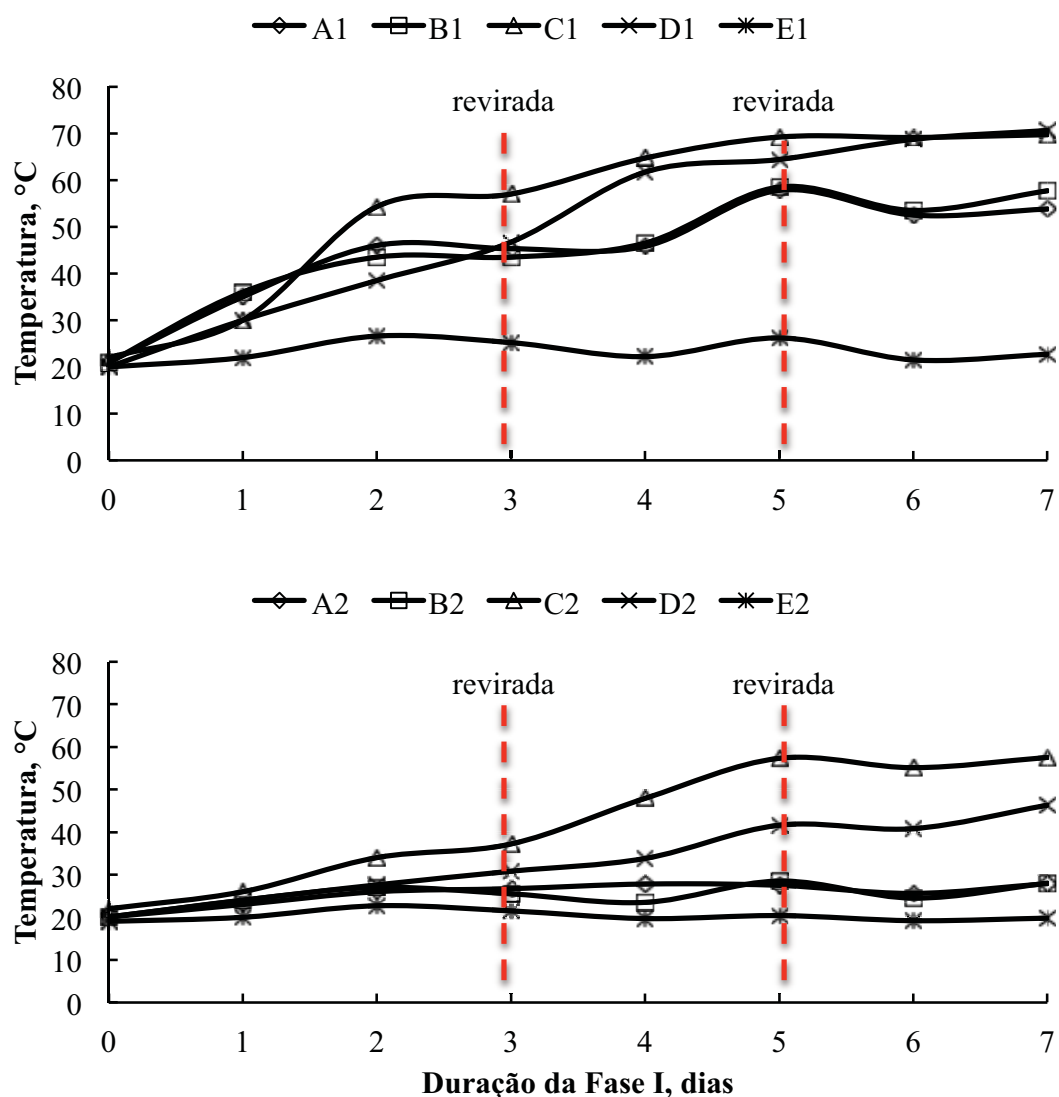 A1 B1 C1 D1 E1
80
70
60
50
40
30
20
10
0
Temperatura, °C
revirada revirada
0 1 2 3 4 5 6 7
A2 B2 C2 D2 E2
80
70
60
50
40
30
20
10
0
Temperatura, °C
revirada revirada
0 1 2 3 4 5 6 7
Duração da Fase I, dias